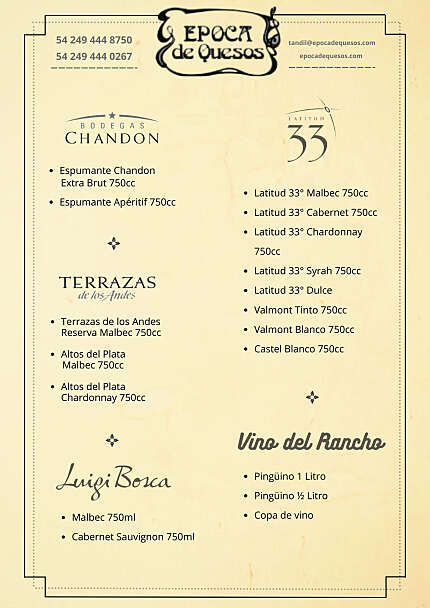 EPOCA
de Quesos
54 249 444 8750
54 249 444 0267
tandil@epocadequesos.com
epocadequesos.com
BODEGAS
CHANDON
• Espumante Chandon
Extra Brut 750cc
• Espumante Apéritif 750cc
TERRAZAS
de los Andes
• Terrazas de los Andes
Reserva Malbec 750cc
• Altos del Plata
Malbec 750cc
• Altos del Plata
Chardonnay 750cc
Luigi Bosca
• Malbec 750ml
• Cabernet Sauvignon 750ml
LATITUD
33°
• Latitud 33° Malbec 750cc
• Latitud 33° Cabernet 750cc
• Latitud 33° Chardonnay
750cc
• Latitud 33° Syrah 750cc
• Latitud 33° Dulce
• Valmont Tinto 750cc
• Valmont Blanco 750cc
• Castel Blanco 750cc
Vino del Rancho
• Pingüino 1 Litro
• Pingüino ½ Litro
• Copa de vino